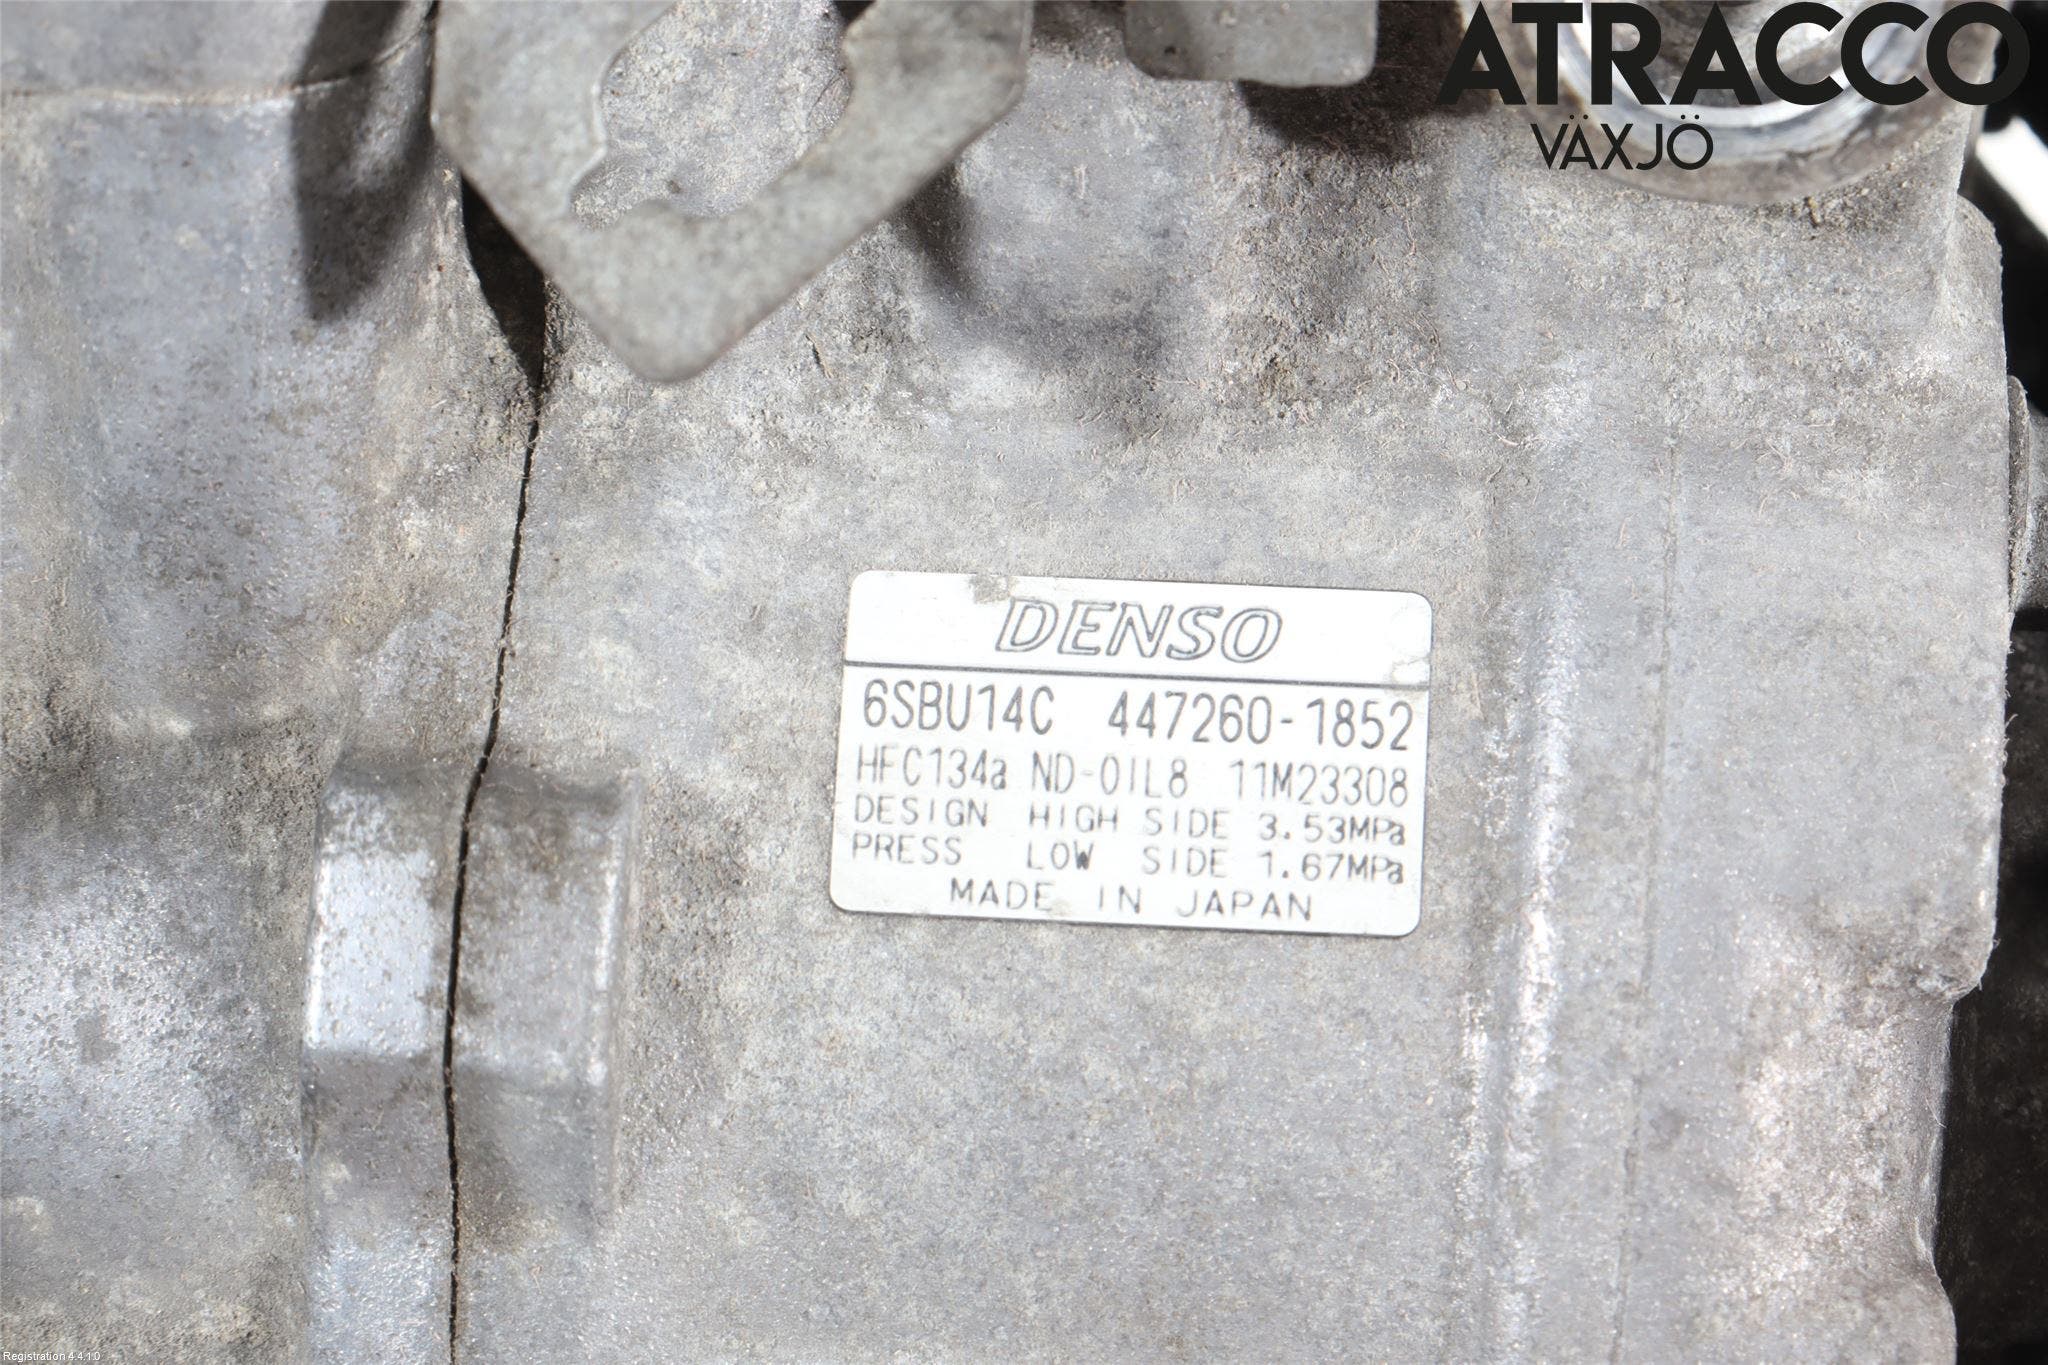 ATRACCO
VÄXJÖ
DENSO
6SBU14C 447260-1852
HFC134a ND-OIL8 11M23308
DESIGN HIGH SIDE 3.53MPa
PRESS LOW SIDE 1.67MPa
MADE IN JAPAN
Registration 4.4.1.0